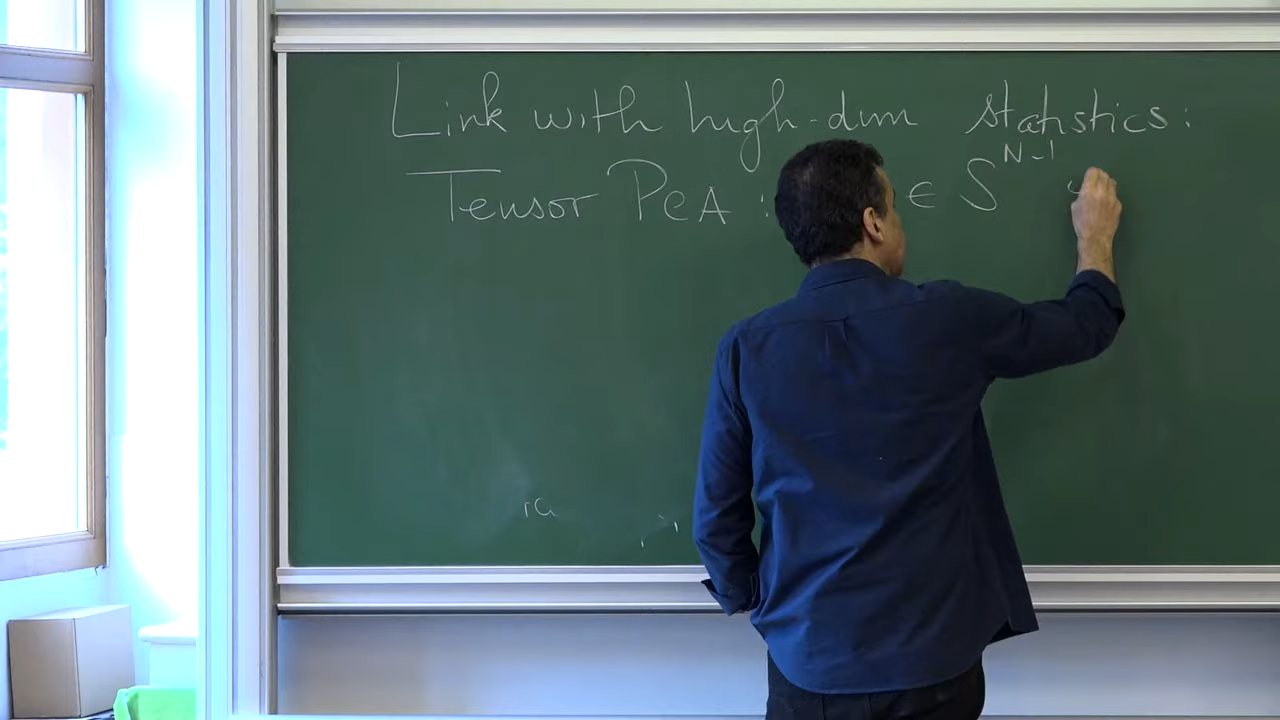 Link with high-dim statistics:
Tensor PCA : ∈ S^{N-1}